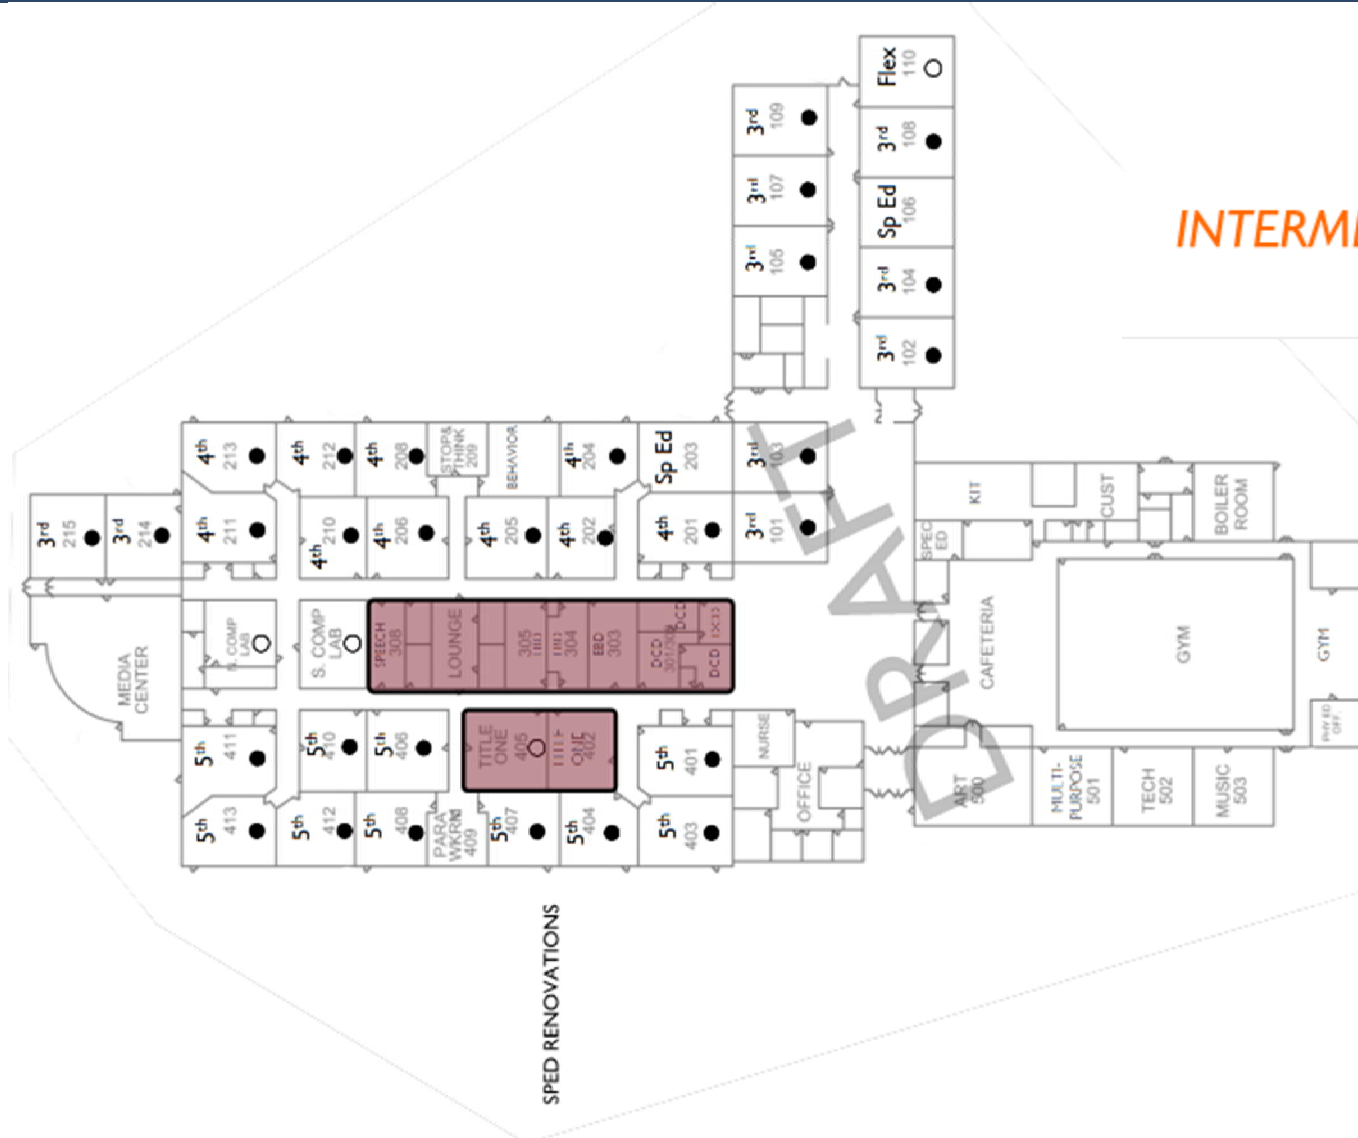 Flex
110
3rd
109
3rd
108
3rd
107
Sp Ed
106
3rd
105
3rd
104
3rd
102
INTERM
4th
213
4th
212
4th
208
STOP&
THINK
209
BEHAVIOR
4th
204
Sp Ed
203
3rd
103
3rd
215
3rd
214
4th
211
4th
210
4th
206
4th
205
4th
202
4th
201
3rd
101
DRAFT
KIT
CUST
BOILER
ROOM
SPEC
ED
MEDIA
CENTER
N. COMP
LAB
S. COMP
LAB
SPEECH
308
LOUNGE
305
304
EBD
303
DCD
DCD
DCD
CAFETERIA
GYM
GYM
5th
411
5th
410
5th
406
TITLE
ONE
405
ONE
402
5th
401
NURSE
OFFICE
ART
500
MULTI-
PURPOSE
501
TECH
502
MUSIC
503
PHY ED
OFF.
5th
413
5th
412
5th
408
PARA
WKRM
409
5th
407
5th
404
5th
403
SPED RENOVATIONS